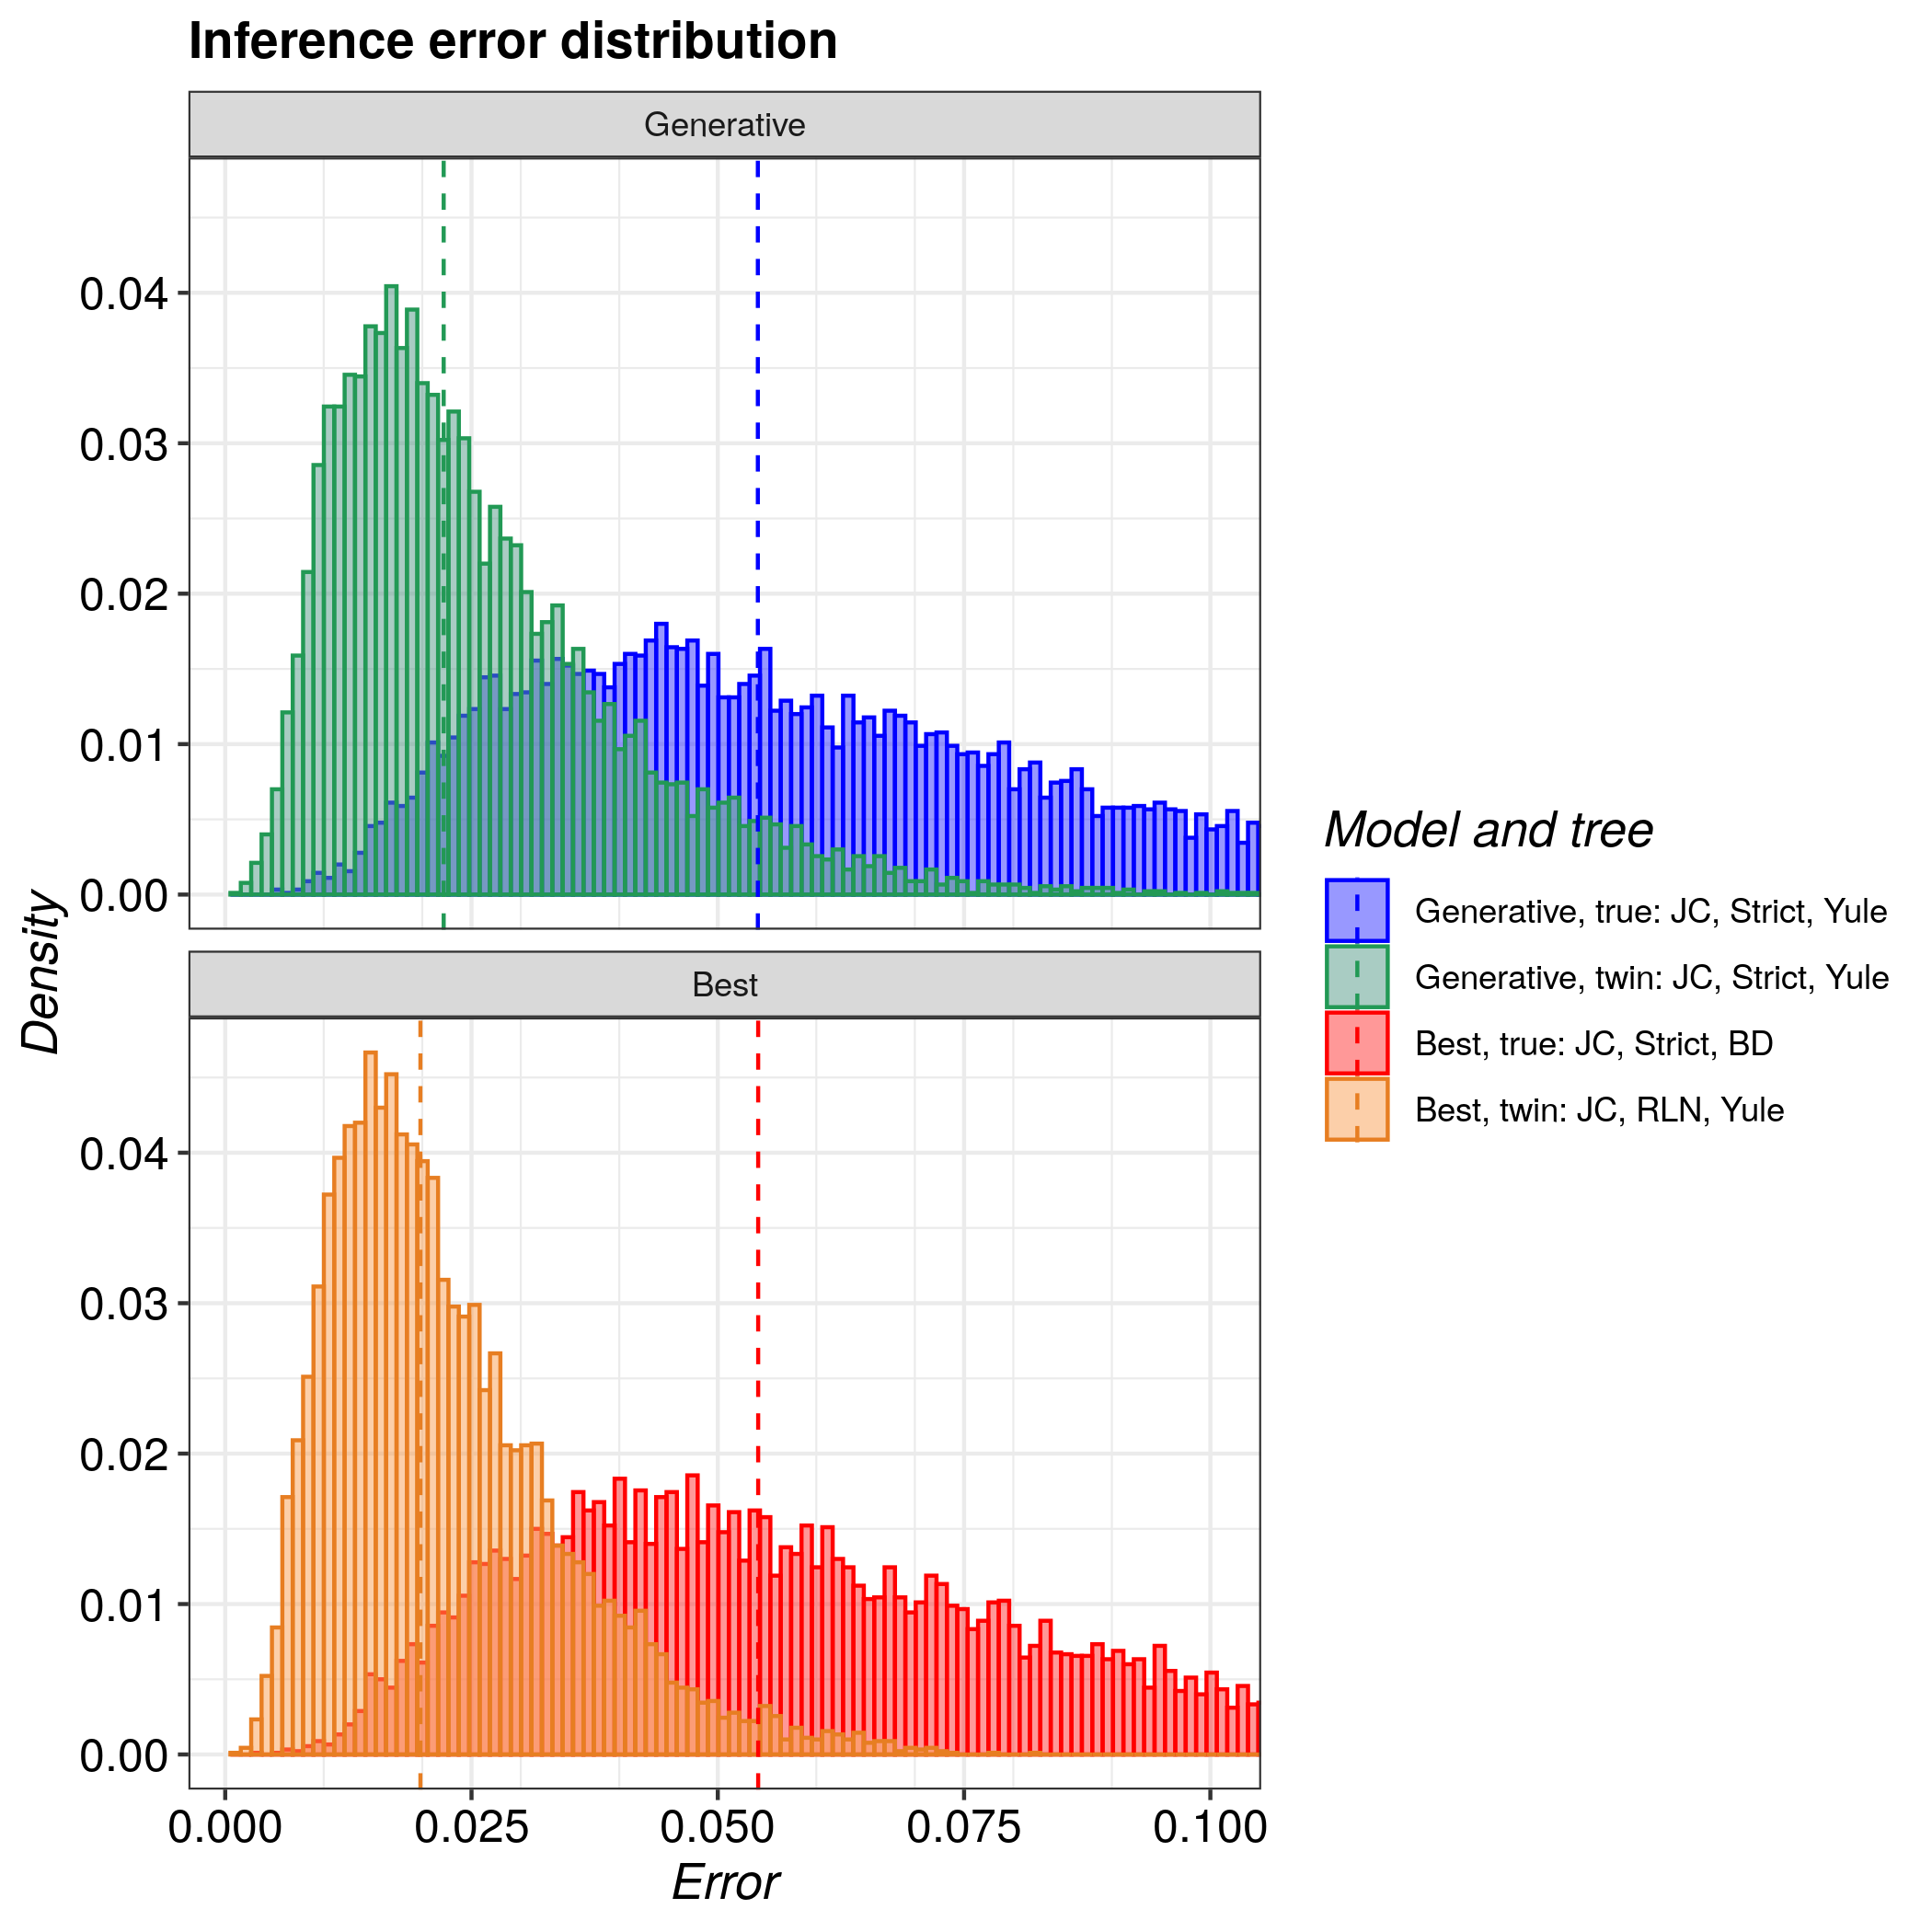 Inference error distribution
Generative
0.04
0.03
0.02
0.01
0.00
Best
0.04
0.03
0.02
0.01
0.00
0.000 0.025 0.050 0.075 0.100
Error
Density
Model and tree
Generative, true: JC, Strict, Yule
Generative, twin: JC, Strict, Yule
Best, true: JC, Strict, BD
Best, twin: JC, RLN, Yule